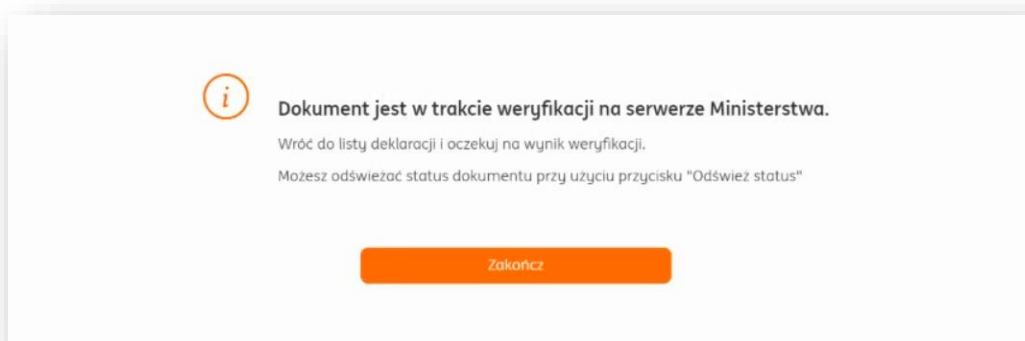 i
Dokument jest w trakcie weryfikacji na serwerze Ministerstwa.
Wróć do listy deklaracji i oczekuj na wynik weryfikacji.
Możesz odświeżać status dokumentu przy użyciu przycisku "Odśwież status"
Zakończ